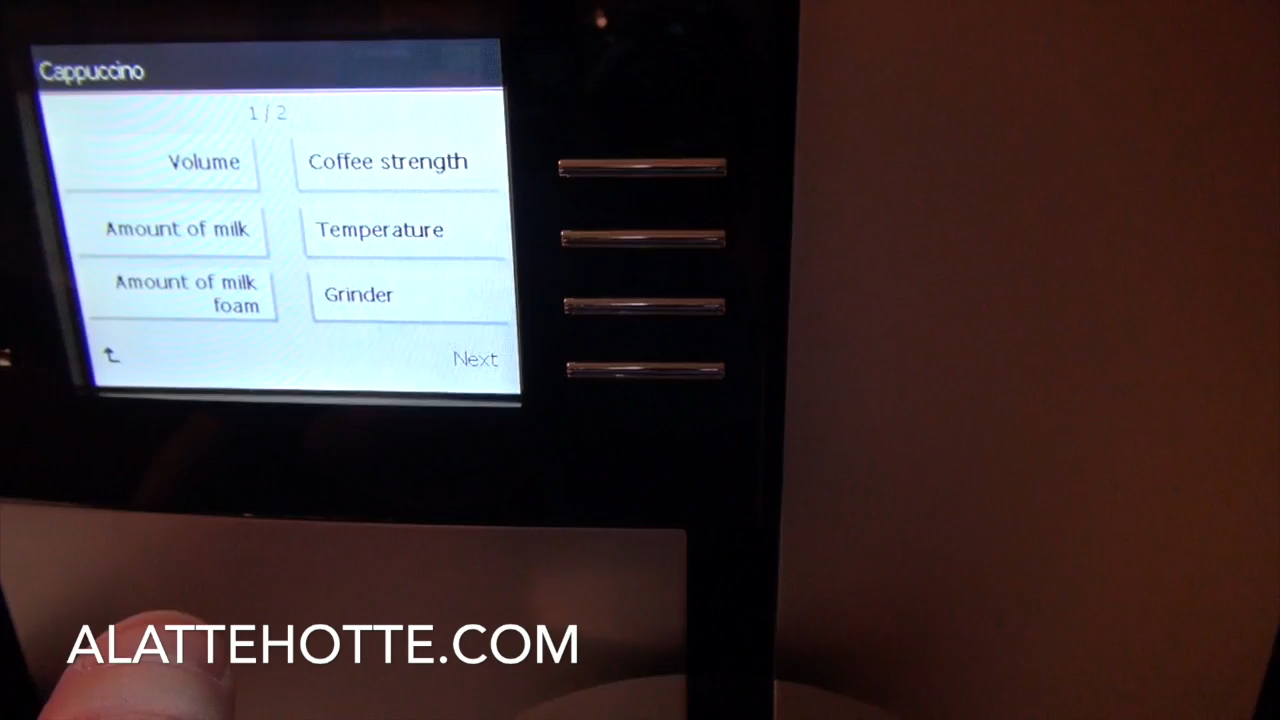 Cappuccino
1 / 2
Volume
Coffee strength
Amount of milk
Temperature
Amount of milk
foam
Grinder
Next
ALATTEHOTTE.COM